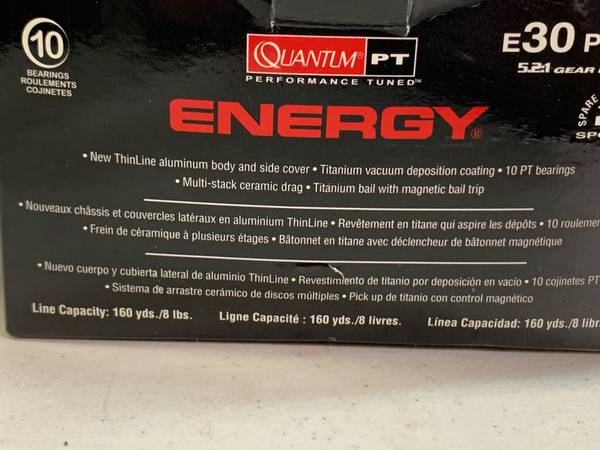 10
BEARINGS
ROULEMENTS
COJINETES
QUANTUM® PT
PERFORMANCE TUNED™
E30
5.2:1 GEAR
SPARE
ENERGY®
• New ThinLine aluminum body and side cover • Titanium vacuum deposition coating • 10 PT bearings
• Multi-stack ceramic drag • Titanium bail with magnetic bail trip
• Nouveaux châssis et couvercles latéraux en aluminium ThinLine • Revêtement en titane qui aspire les dépôts • 10
• Frein de céramique à plusieurs étages • Bâtonnet en titane avec déclencheur de bâtonnet magnétique
• Nuevo cuerpo y cubierta lateral de aluminio ThinLine • Revestimiento de titanio por deposición en vacío • 10 cojinetes PT
• Sistema de arrastre cerámico de discos múltiples • Pick up de titanio con control magnético
Line Capacity: 160 yds./8 lbs. Ligne Capacité : 160 yds./8 livres. Línea Capacidad: 160 yds./8